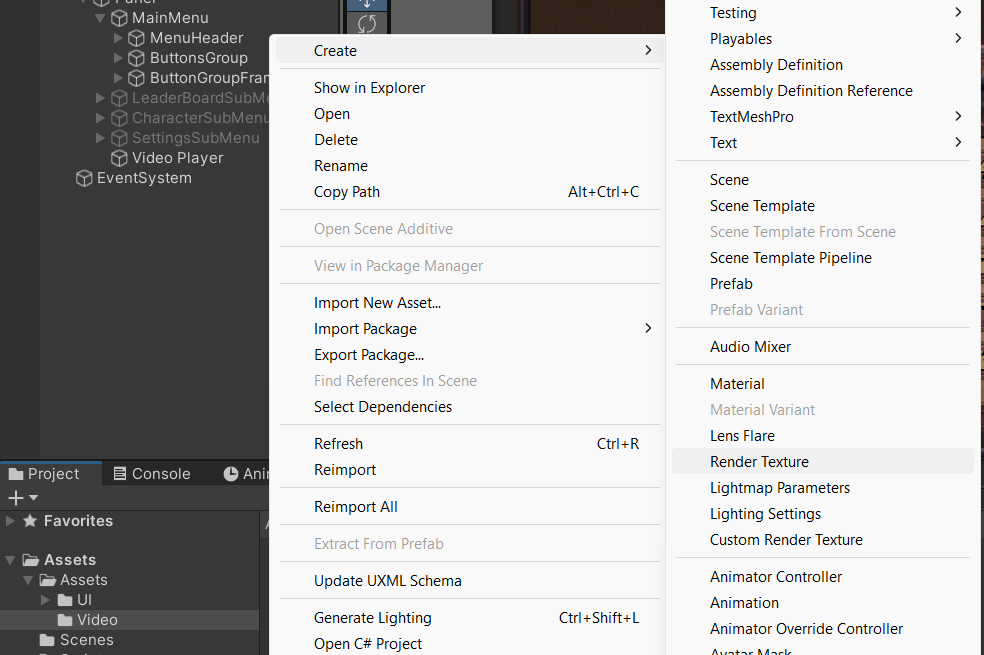 Panel
MainMenu
MenuHeader
ButtonsGroup
ButtonGroupFran
LeaderBoardSubMe
CharacterSubMenu
SettingsSubMenu
Video Player
EventSystem
Project
Console
Ani
Favorites
Assets
Assets
UI
Video
Scenes
Create
Show in Explorer
Open
Delete
Rename
Copy Path Alt+Ctrl+C
Open Scene Additive
View in Package Manager
Import New Asset...
Import Package
Export Package...
Find References In Scene
Select Dependencies
Refresh Ctrl+R
Reimport
Reimport All
Extract From Prefab
Update UXML Schema
Generate Lighting Ctrl+Shift+L
Open C# Project
Testing
Playables
Assembly Definition
Assembly Definition Reference
TextMeshPro
Text
Scene
Scene Template
Scene Template From Scene
Scene Template Pipeline
Prefab
Prefab Variant
Audio Mixer
Material
Material Variant
Lens Flare
Render Texture
Lightmap Parameters
Lighting Settings
Custom Render Texture
Animator Controller
Animation
Animator Override Controller
Avatar Mask